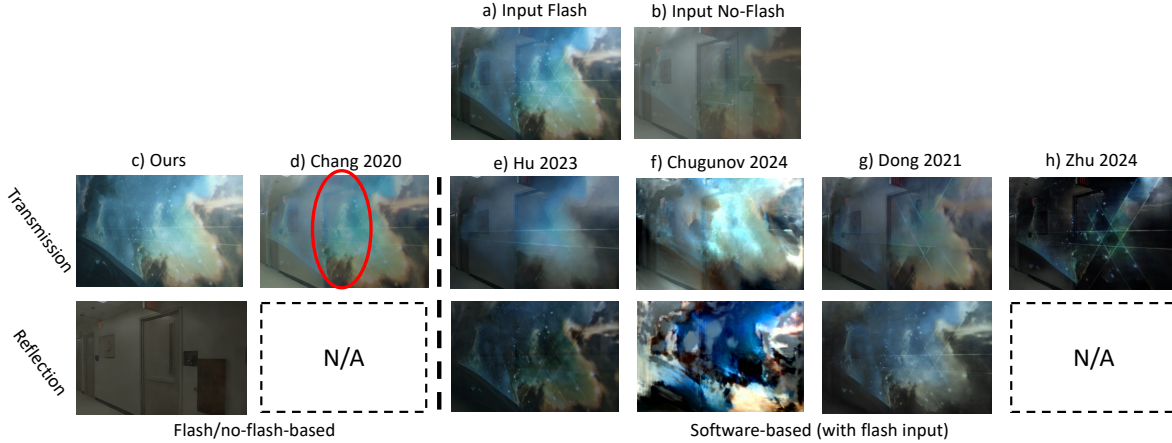 a) Input Flash
b) Input No-Flash
c) Ours
d) Chang 2020
e) Hu 2023
f) Chugunov 2024
g) Dong 2021
h) Zhu 2024
Transmission
Reflection
N/A
N/A
Flash/no-flash-based
Software-based (with flash input)